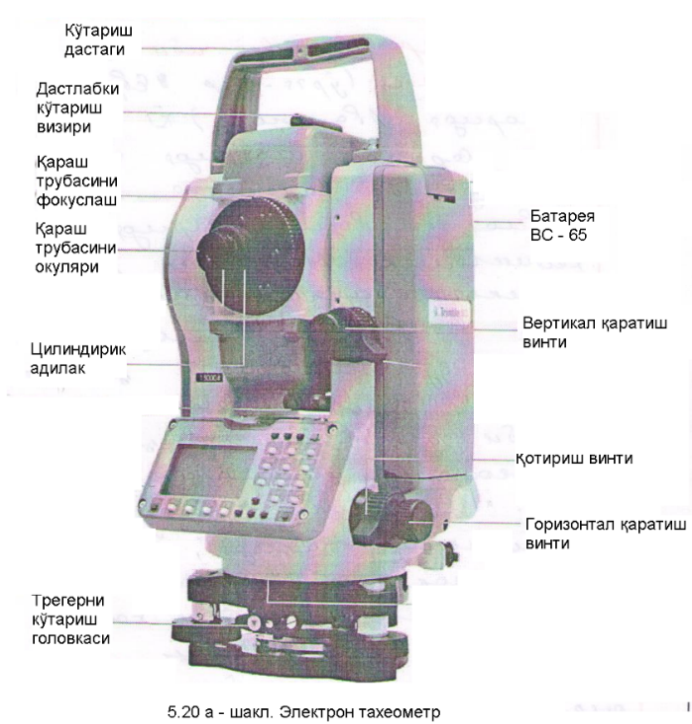 Кўтариш
дастаги
Дастлабки
кўтариш
визири
Қараш
трубасини
фокуслаш
Қараш
трубасини
окуляри
Цилиндирик
адилак
Трегерни
кўтариш
головкаси
Батарея
ВС - 65
Вертикал қаратиш
винти
Қотириш винти
Горизонтал қаратиш
винти
5.20 а - шакл. Электрон тахеометр